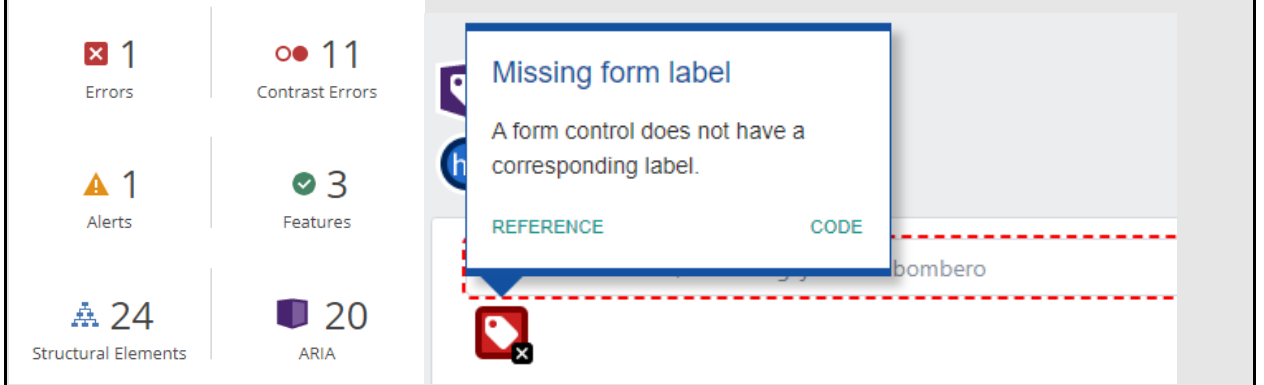 1
Errors
11
Contrast Errors
1
Alerts
3
Features
24
Structural Elements
20
ARIA
Missing form label
A form control does not have a
corresponding label.
REFERENCE
CODE
bombero